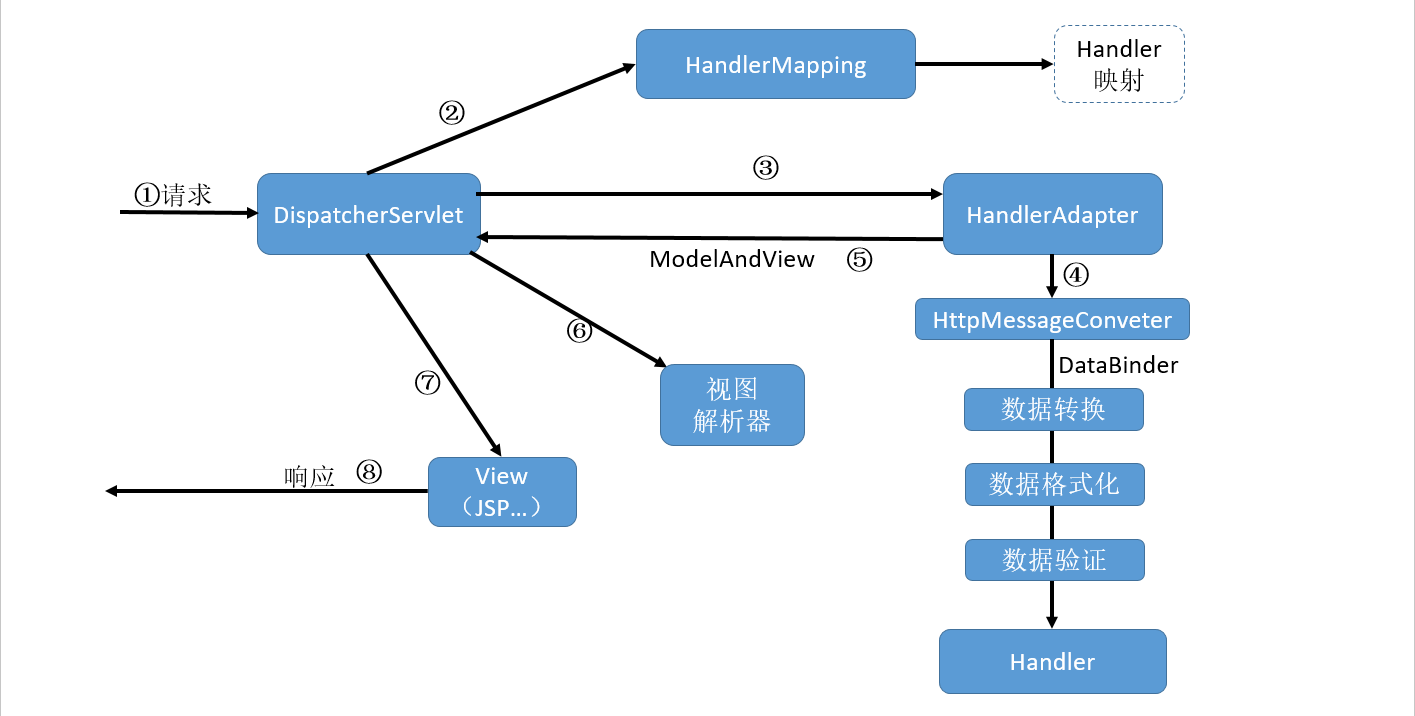 HandlerMapping
Handler
映射
②
①请求
DispatcherServlet
③
HandlerAdapter
ModelAndView ⑤
④
HttpMessageConveter
DataBinder
⑥
⑦
视图
解析器
数据转换
响应 ⑧
View
（JSP...）
数据格式化
数据验证
Handler